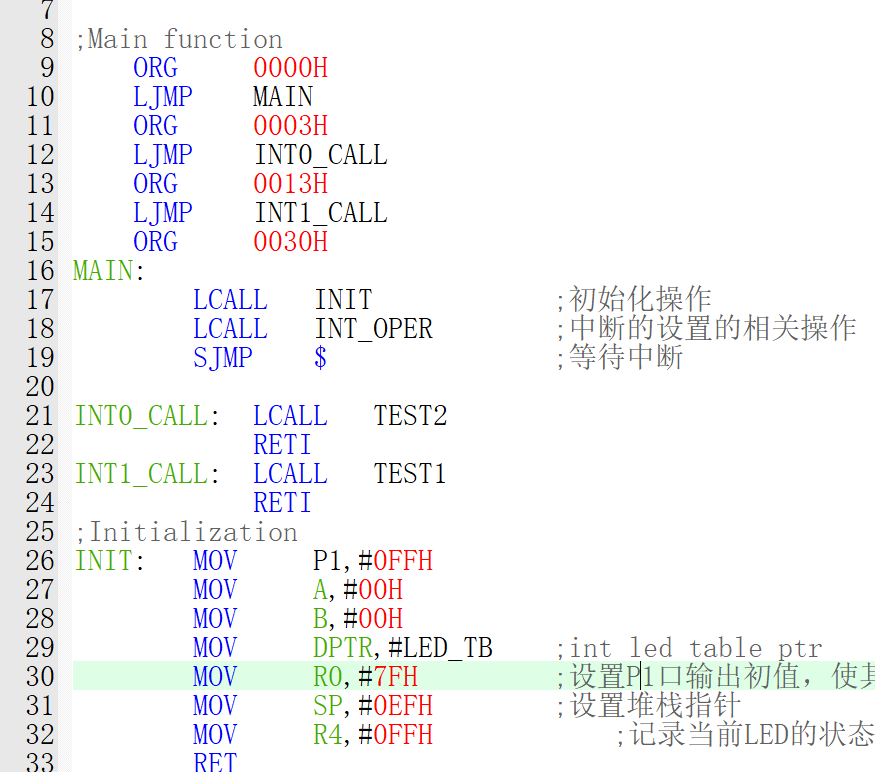 7
8 ;Main function
9 ORG 0000H
10 LJMP MAIN
11 ORG 0003H
12 LJMP INT0_CALL
13 ORG 0013H
14 LJMP INT1_CALL
15 ORG 0030H
16 MAIN:
17 LCALL INIT ;初始化操作
18 LCALL INT_OPER ;中断的设置的相关操作
19 SJMP $ ;等待中断
20
21 INT0_CALL: LCALL TEST2
22 RETI
23 INT1_CALL: LCALL TEST1
24 RETI
25 ;Initialization
26 INIT: MOV P1,#0FFH
27 MOV A,#00H
28 MOV B,#00H
29 MOV DPTR,#LED_TB ;int led table ptr
30 MOV R0,#7FH ;设置P1口输出初值，使其
31 MOV SP,#0EFH ;设置堆栈指针
32 MOV R4,#0FFH ;记录当前LED的状态
33 RET